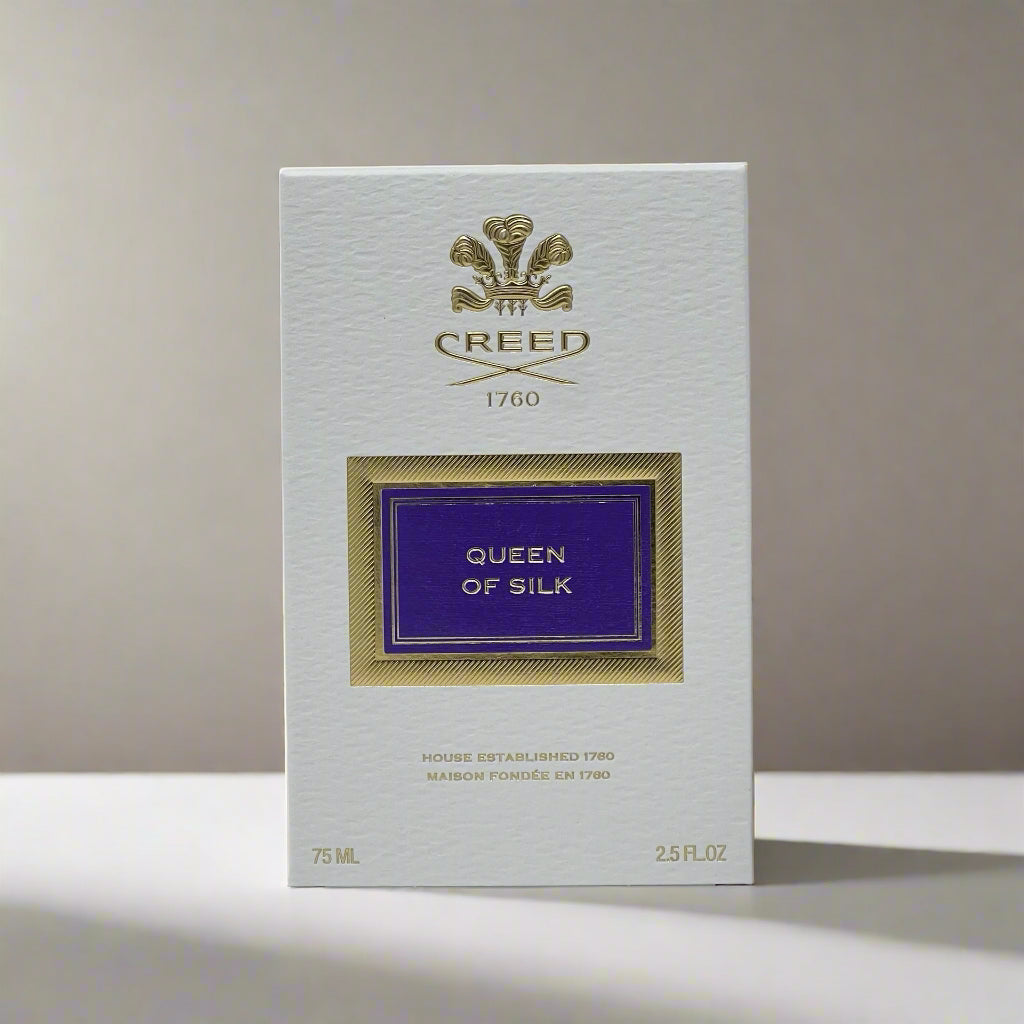 CREED
1760
QUEEN
OF SILK
HOUSE ESTABLISHED 1760
MAISON FONDÉE EN 1760
75 ML
2.5 FL.OZ